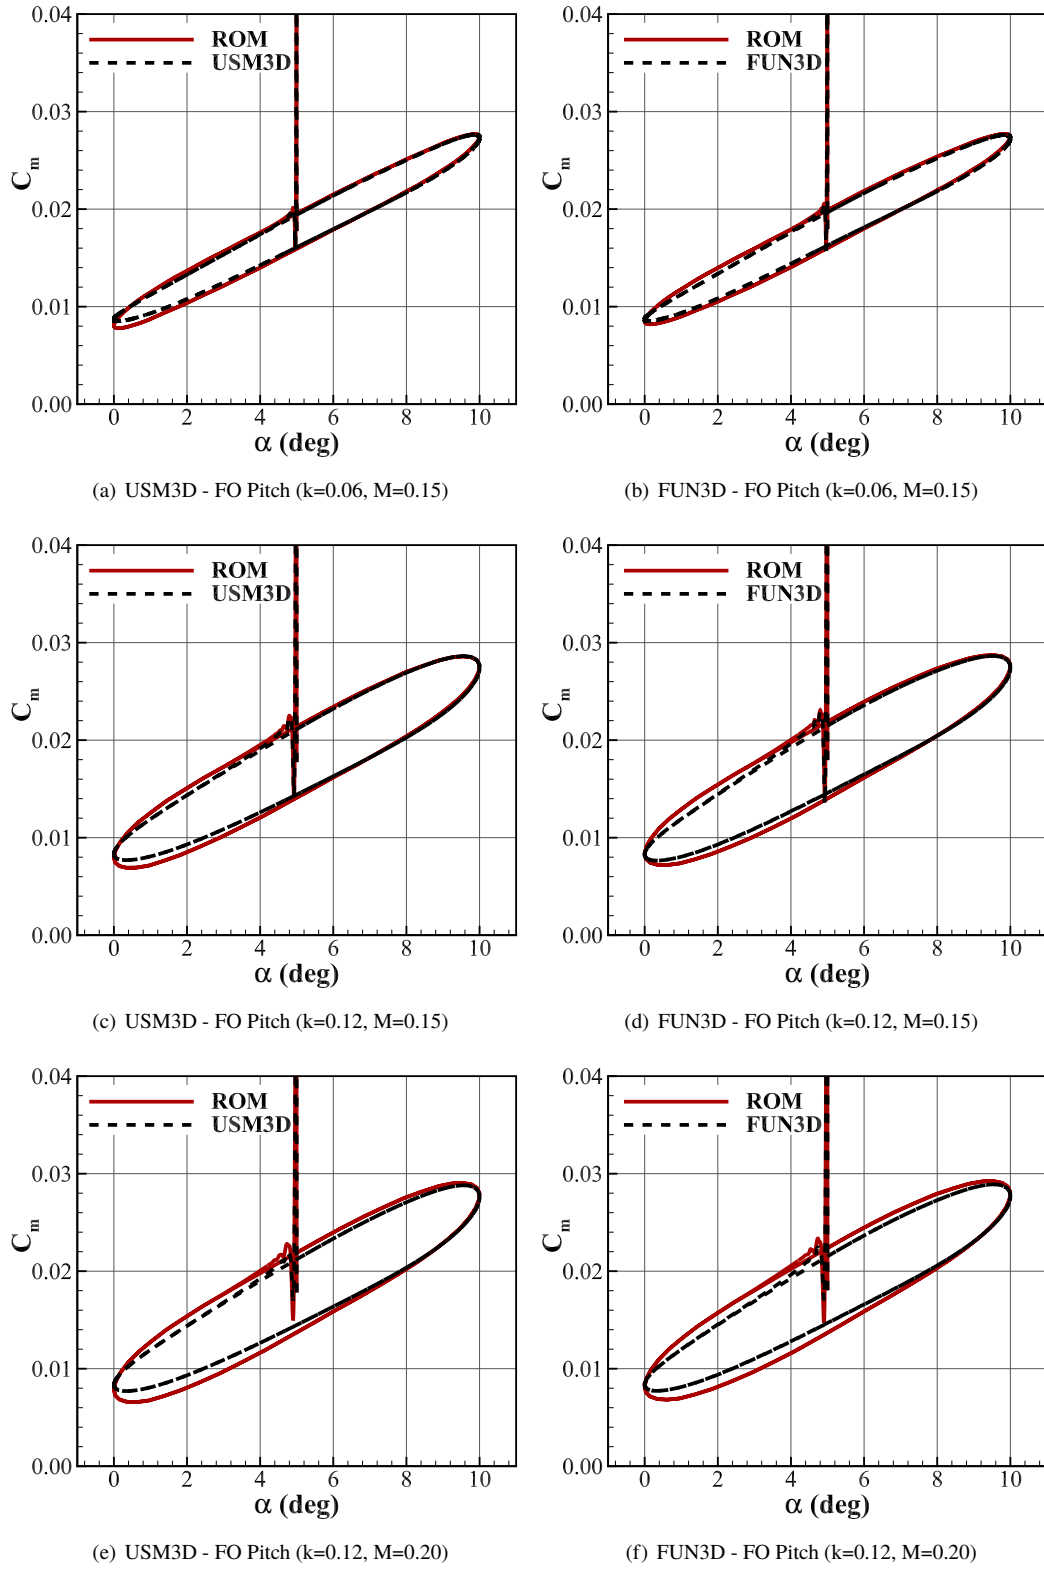 0.04
ROM
USM3D
0.03
Cm
0.02
0.01
0.00
0 2 4 6 8 10
α (deg)
(a) USM3D - FO Pitch (k=0.06, M=0.15)
0.04
ROM
FUN3D
0.03
Cm
0.02
0.01
0.00
0 2 4 6 8 10
α (deg)
(b) FUN3D - FO Pitch (k=0.06, M=0.15)
0.04
ROM
USM3D
0.03
Cm
0.02
0.01
0.00
0 2 4 6 8 10
α (deg)
(c) USM3D - FO Pitch (k=0.12, M=0.15)
0.04
ROM
FUN3D
0.03
Cm
0.02
0.01
0.00
0 2 4 6 8 10
α (deg)
(d) FUN3D - FO Pitch (k=0.12, M=0.15)
0.04
ROM
USM3D
0.03
Cm
0.02
0.01
0.00
0 2 4 6 8 10
α (deg)
(e) USM3D - FO Pitch (k=0.12, M=0.20)
0.04
ROM
FUN3D
0.03
Cm
0.02
0.01
0.00
0 2 4 6 8 10
α (deg)
(f) FUN3D - FO Pitch (k=0.12, M=0.20)